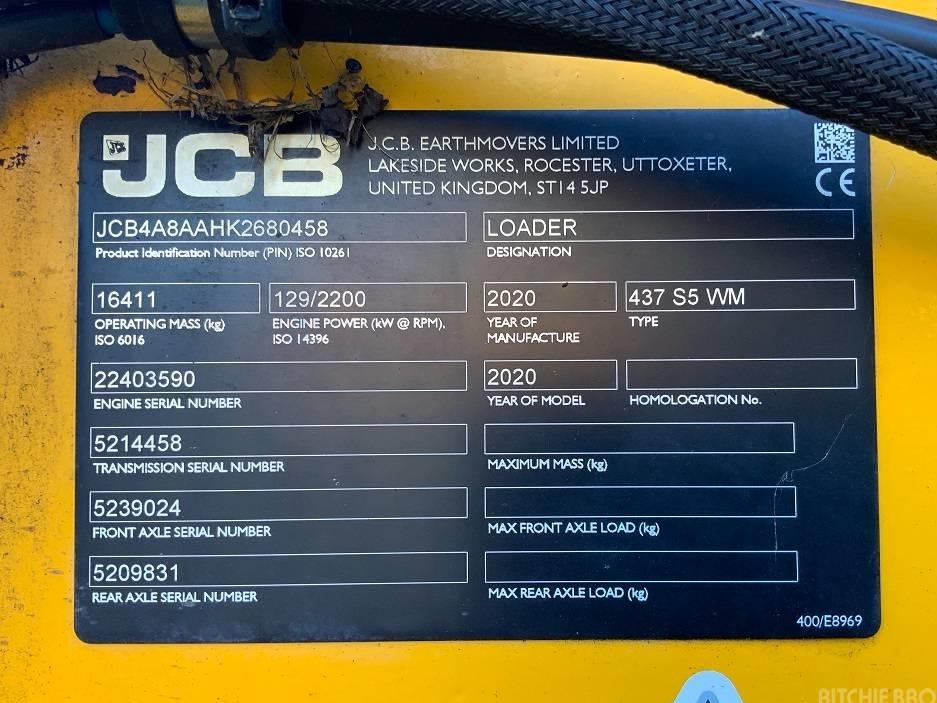 JCB
J.C.B. EARTHMOVERS LIMITED
LAKESIDE WORKS, ROCESTER, UTTOXETER,
UNITED KINGDOM, ST14 5JP
CE
JCB4A8AAHK2680458
Product Identification Number (PIN) ISO 10261
LOADER
DESIGNATION
16411
OPERATING MASS (kg)
ISO 6016
129/2200
ENGINE POWER (kW @ RPM),
ISO 14396
2020
YEAR OF
MANUFACTURE
437 S5 WM
TYPE
22403590
ENGINE SERIAL NUMBER
2020
YEAR OF MODEL
HOMOLOGATION No.
5214458
TRANSMISSION SERIAL NUMBER
MAXIMUM MASS (kg)
5239024
FRONT AXLE SERIAL NUMBER
MAX FRONT AXLE LOAD (kg)
5209831
REAR AXLE SERIAL NUMBER
MAX REAR AXLE LOAD (kg)
400/E8969
RITCHIE BRO